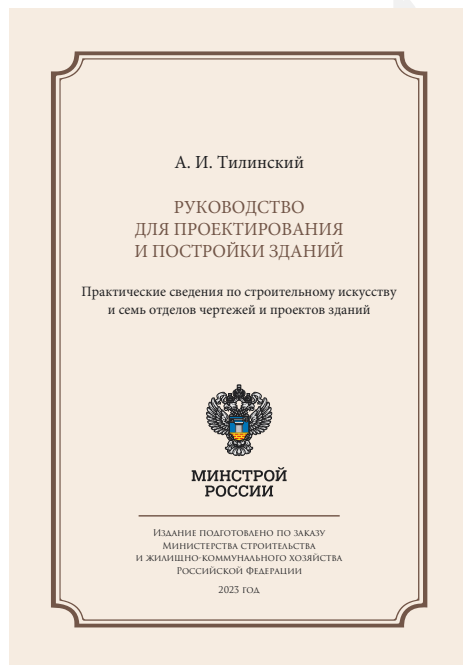 А. И. Тилинский
РУКОВОДСТВО
ДЛЯ ПРОЕКТИРОВАНИЯ
И ПОСТРОЙКИ ЗДАНИЙ
Практические сведения по строительному искусству
и семь отделов чертежей и проектов зданий
МИНСТРОЙ
РОССИИ
Издание подготовлено по заказу
Министерства строительства
и жилищно-коммунального хозяйства
Российской Федерации
2023 год